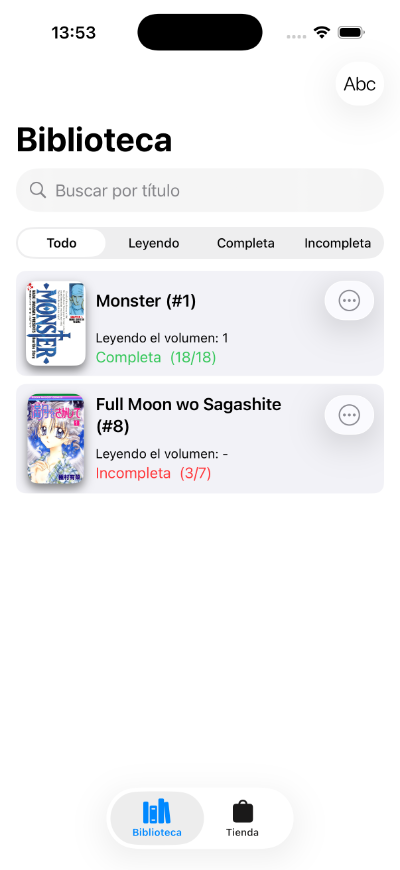 13:53
Abc
Biblioteca
Buscar por título
Todo Leyendo Completa Incompleta
MONSTER
Monster (#1)
Leyendo el volumen: 1
Completa (18/18)
Full Moon wo Sagashite
(#8)
Leyendo el volumen: -
Incompleta (3/7)
Biblioteca Tienda